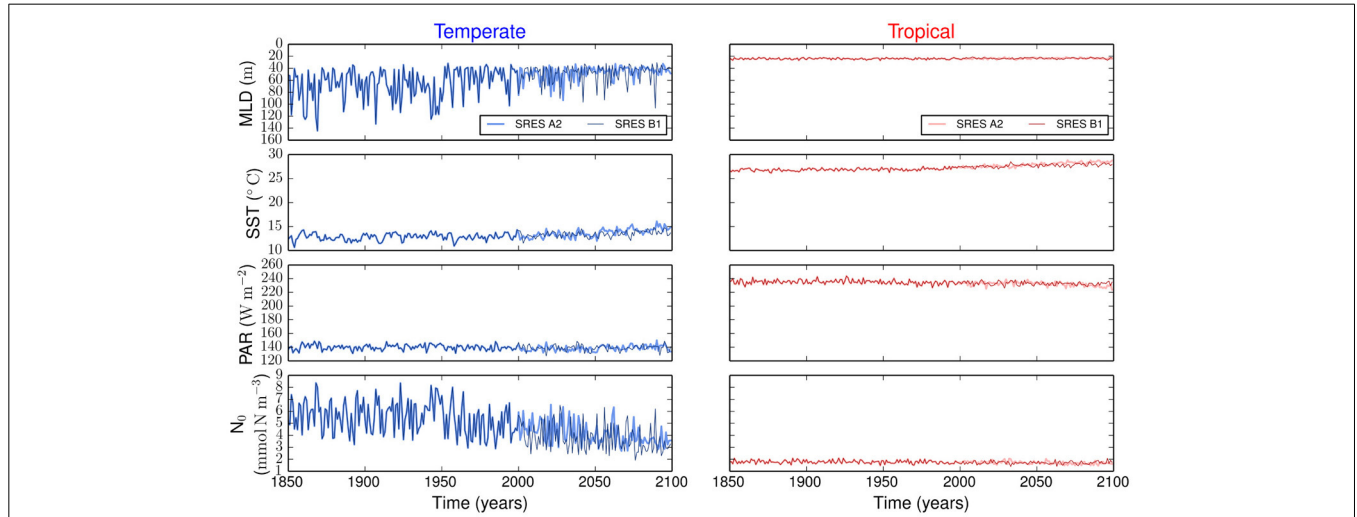 Temperate
Tropical
MLD (m)
0
20
40
60
80
100
120
140
160
SRES A2 SRES B1
SRES A2 SRES B1
SST (° C)
30
25
20
15
10
PAR (W m⁻²)
260
240
220
200
180
160
140
120
N₀
(mmol N m⁻³)
9
8
7
6
5
4
3
2
1
1850 1900 1950 2000 2050 2100
Time (years)
1850 1900 1950 2000 2050 2100
Time (years)